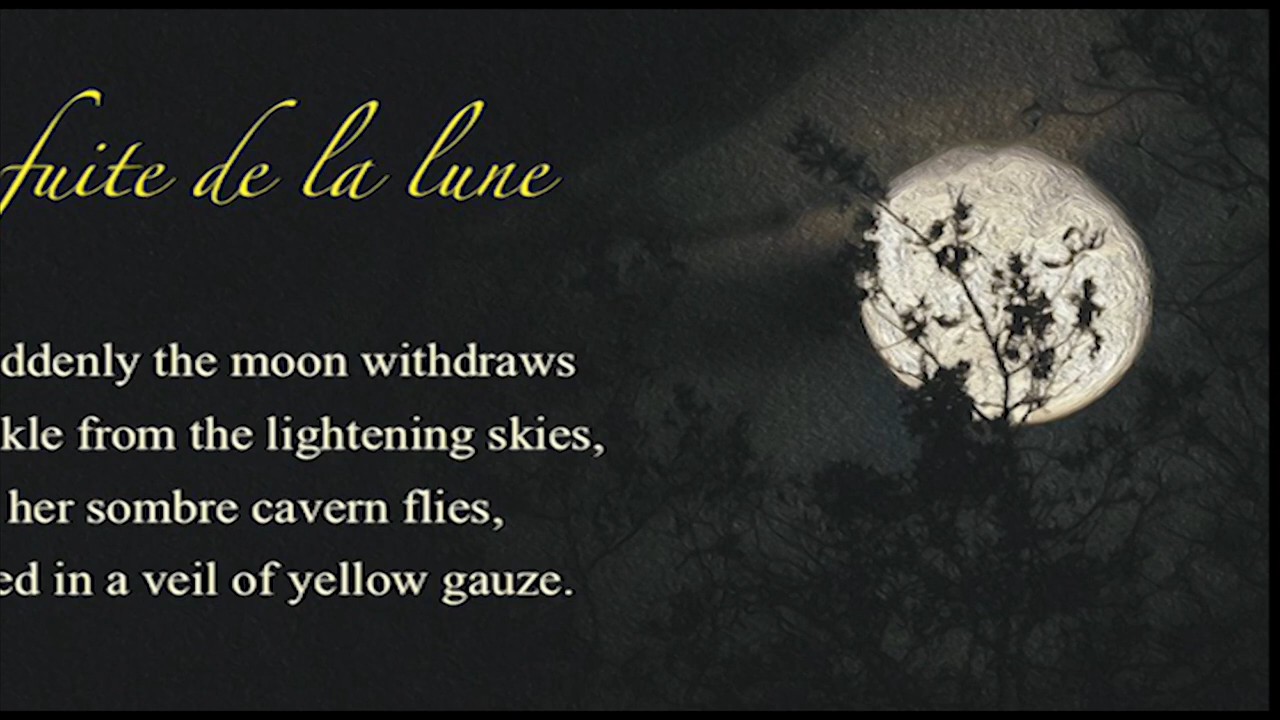 fuite de la lune
ddenly the moon withdraws
kle from the lightening skies,
her sombre cavern flies,
ed in a veil of yellow gauze.